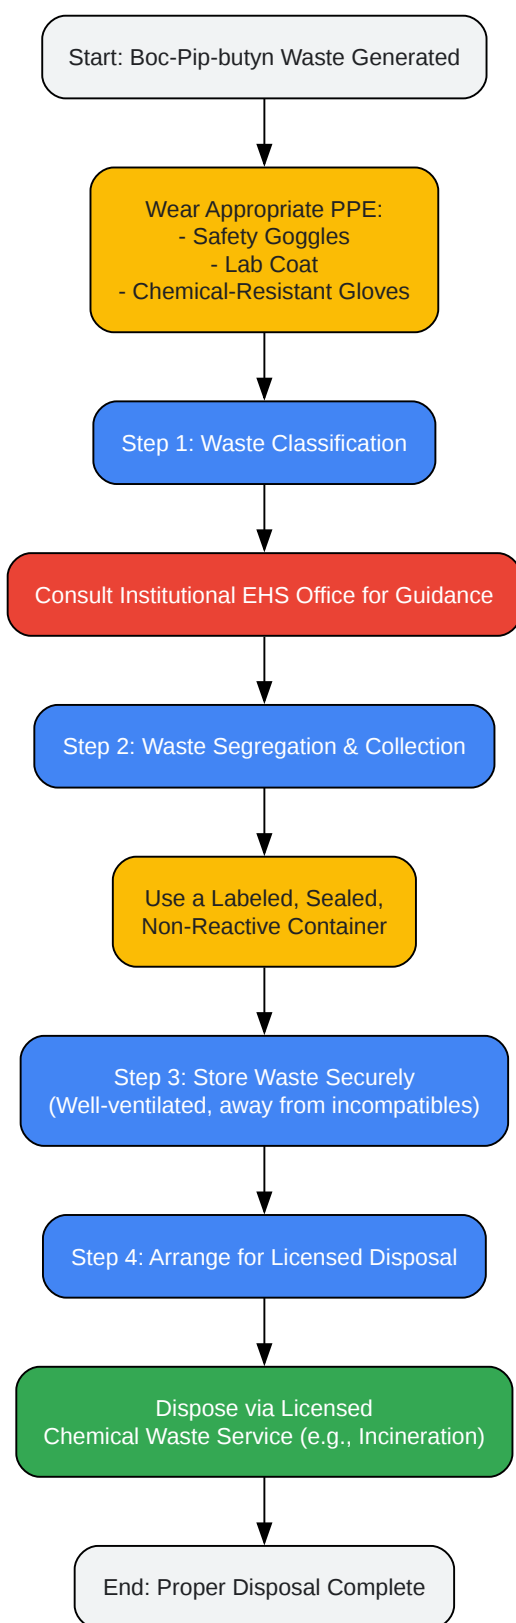 Start: Boc-Pip-butyn Waste Generated
Wear Appropriate PPE:
- Safety Goggles
- Lab Coat
- Chemical-Resistant Gloves
Step 1: Waste Classification
Consult Institutional EHS Office for Guidance
Step 2: Waste Segregation & Collection
Use a Labeled, Sealed,
Non-Reactive Container
Step 3: Store Waste Securely
(Well-ventilated, away from incompatibles)
Step 4: Arrange for Licensed Disposal
Dispose via Licensed
Chemical Waste Service (e.g., Incineration)
End: Proper Disposal Complete